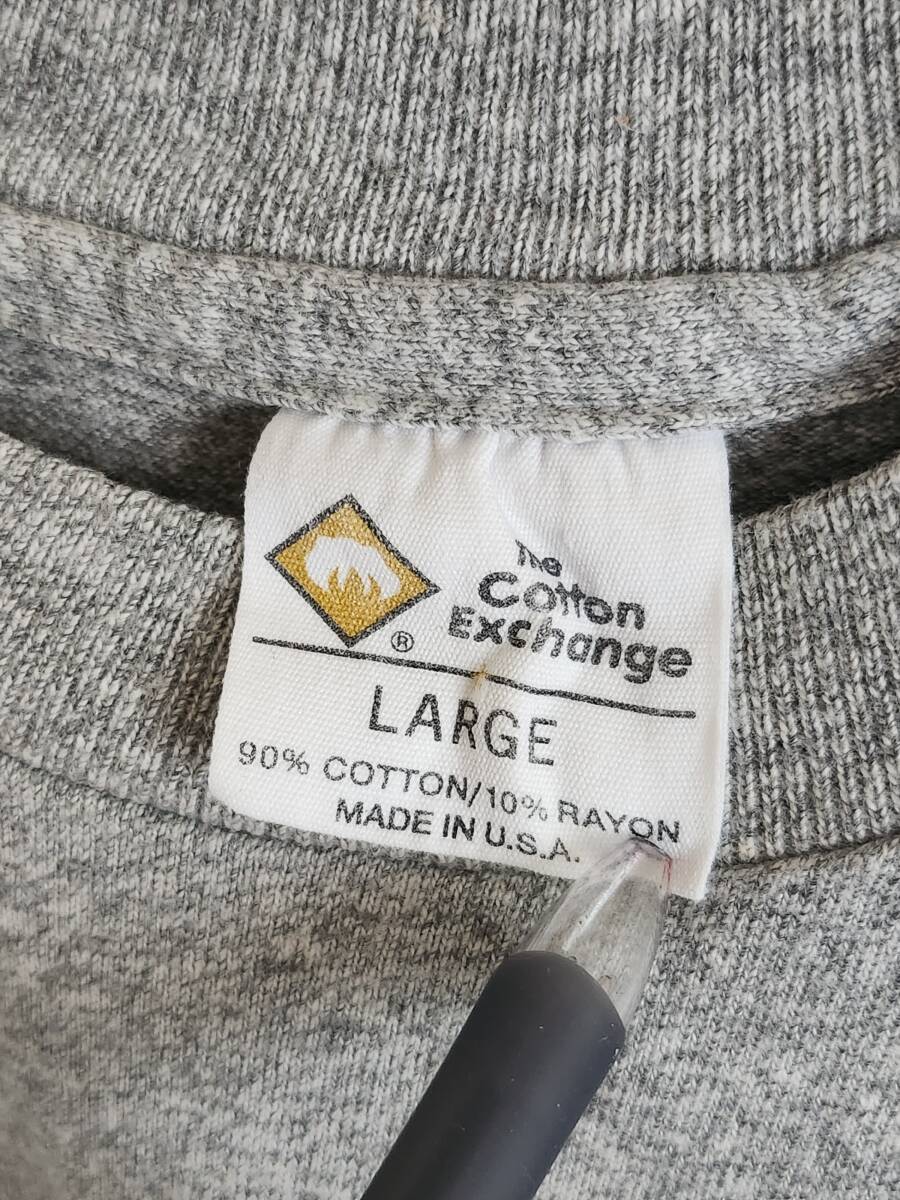 The
Cotton
Exchange
®
LARGE
90% COTTON/10% RAYON
MADE IN U.S.A.